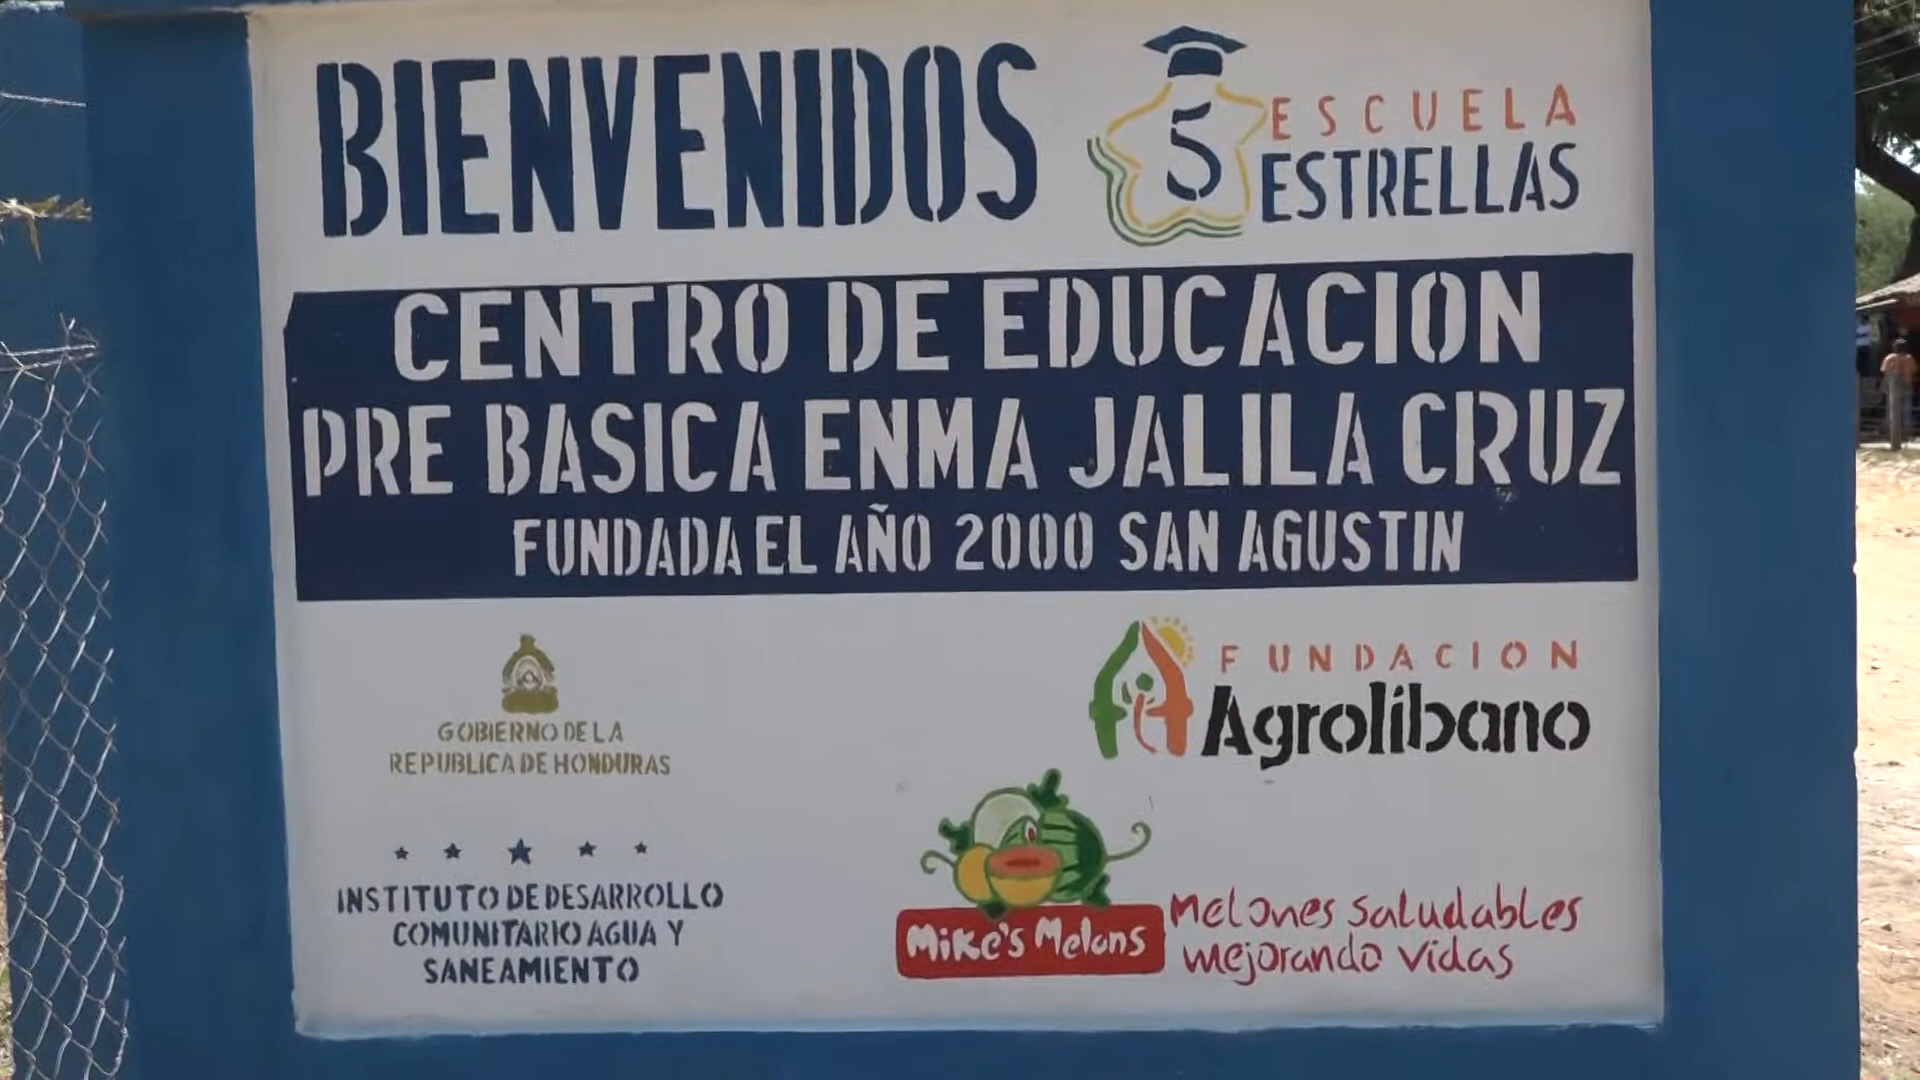 BIENVENIDOS
5
ESCUELA
ESTRELLAS
CENTRO DE EDUCACION
PRE BASICA ENMA JALILA CRUZ
FUNDADA EL AÑO 2000 SAN AGUSTIN
GOBIERNO DE LA
REPUBLICA DE HONDURAS
FUNDACION
Agrolibano
INSTITUTO DE DESARROLLO
COMUNITARIO AGUA Y
SANEAMIENTO
Mike's Melons
Melones saludables
mejorando vidas